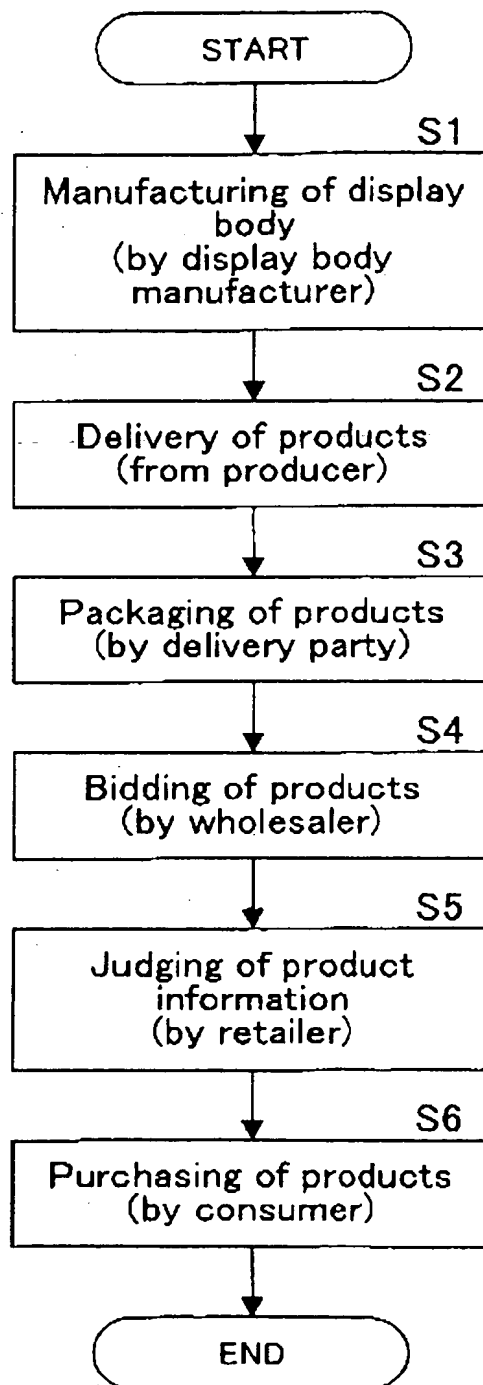 START
S1
Manufacturing of display
body
(by display body
manufacturer)
S2
Delivery of products
(from producer)
S3
Packaging of products
(by delivery party)
S4
Bidding of products
(by wholesaler)
S5
Judging of product
information
(by retailer)
S6
Purchasing of products
(by consumer)
END